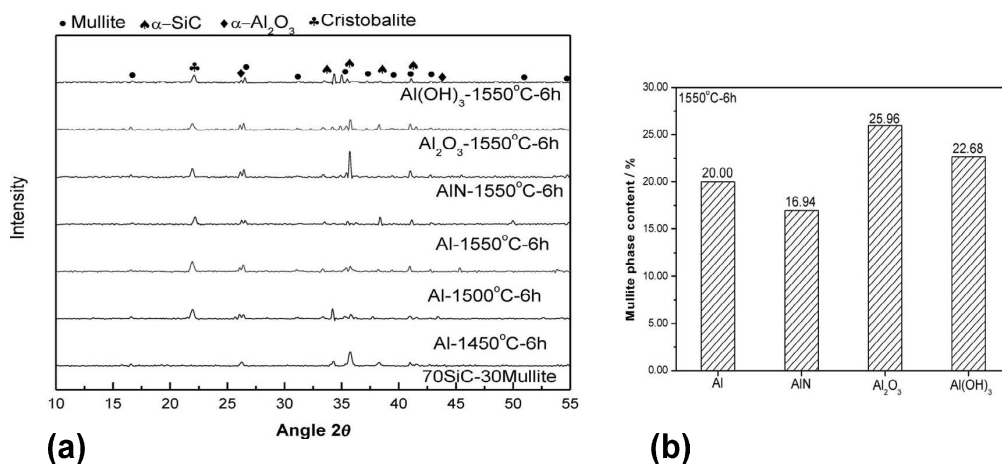 ● Mullite ♠α−SiC ♦α−Al₂O₃ ♣Cristobalite
Al(OH)₃-1550°C-6h
Al₂O₃-1550°C-6h
AlN-1550°C-6h
Al-1550°C-6h
Al-1500°C-6h
Al-1450°C-6h
70SiC-30Mullite
Intensity
10 15 20 25 30 35 40 45 50 55
Angle 2θ
(a)
1550°C-6h
30.00
25.00
20.00
15.00
10.00
5.00
0.00
Mullite phase content / %
20.00
16.94
25.96
22.68
Al AlN Al₂O₃ Al(OH)₃
(b)